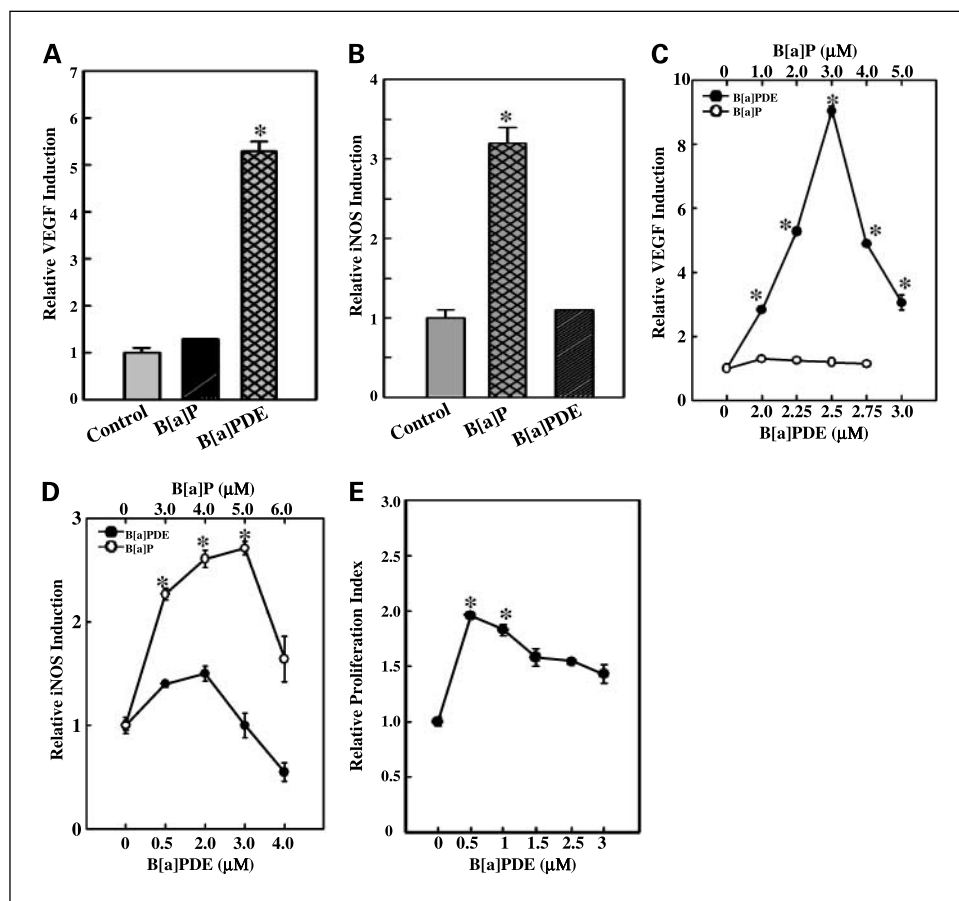 A
Relative VEGF Induction
7
6
5
4
3
2
1
0
*
Control
B[a]P
B[a]PDE
B
Relative iNOS Induction
4
3
2
1
0
*
Control
B[a]P
B[a]PDE
C
B[a]P (μM)
0 1.0 2.0 3.0 4.0 5.0
B[a]PDE
B[a]P
Relative VEGF Induction
10
8
6
4
2
0
* * * * *
0 2.0 2.25 2.5 2.75 3.0
B[a]PDE (μM)
D
B[a]P (μM)
0 3.0 4.0 5.0 6.0
B[a]PDE
B[a]P
Relative iNOS Induction
3
2
1
0
* * *
0 0.5 2.0 3.0 4.0
B[a]PDE (μM)
E
Relative Proliferation Index
3.0
2.5
2.0
1.5
1.0
0.5
0
* *
0 0.5 1 1.5 2.5 3
B[a]PDE (μM)